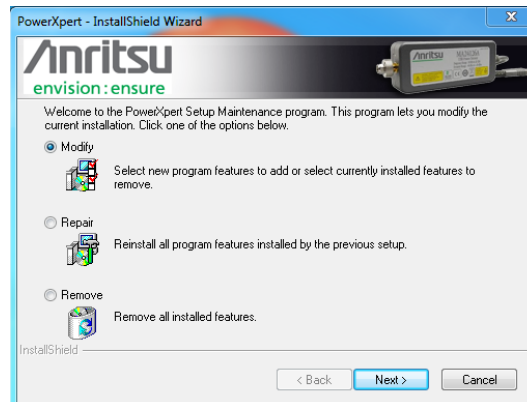 PowerXpert - InstallShield Wizard
x
Anritsu
envision : ensure
Anritsu
Welcome to the PowerXpert Setup Maintenance program. This program lets you modify the
current installation. Click one of the options below.
Modify
Select new program features to add or select currently installed features to
remove.
Repair
Reinstall all program features installed by the previous setup.
Remove
Remove all installed features.
InstallShield
< Back
Next >
Cancel